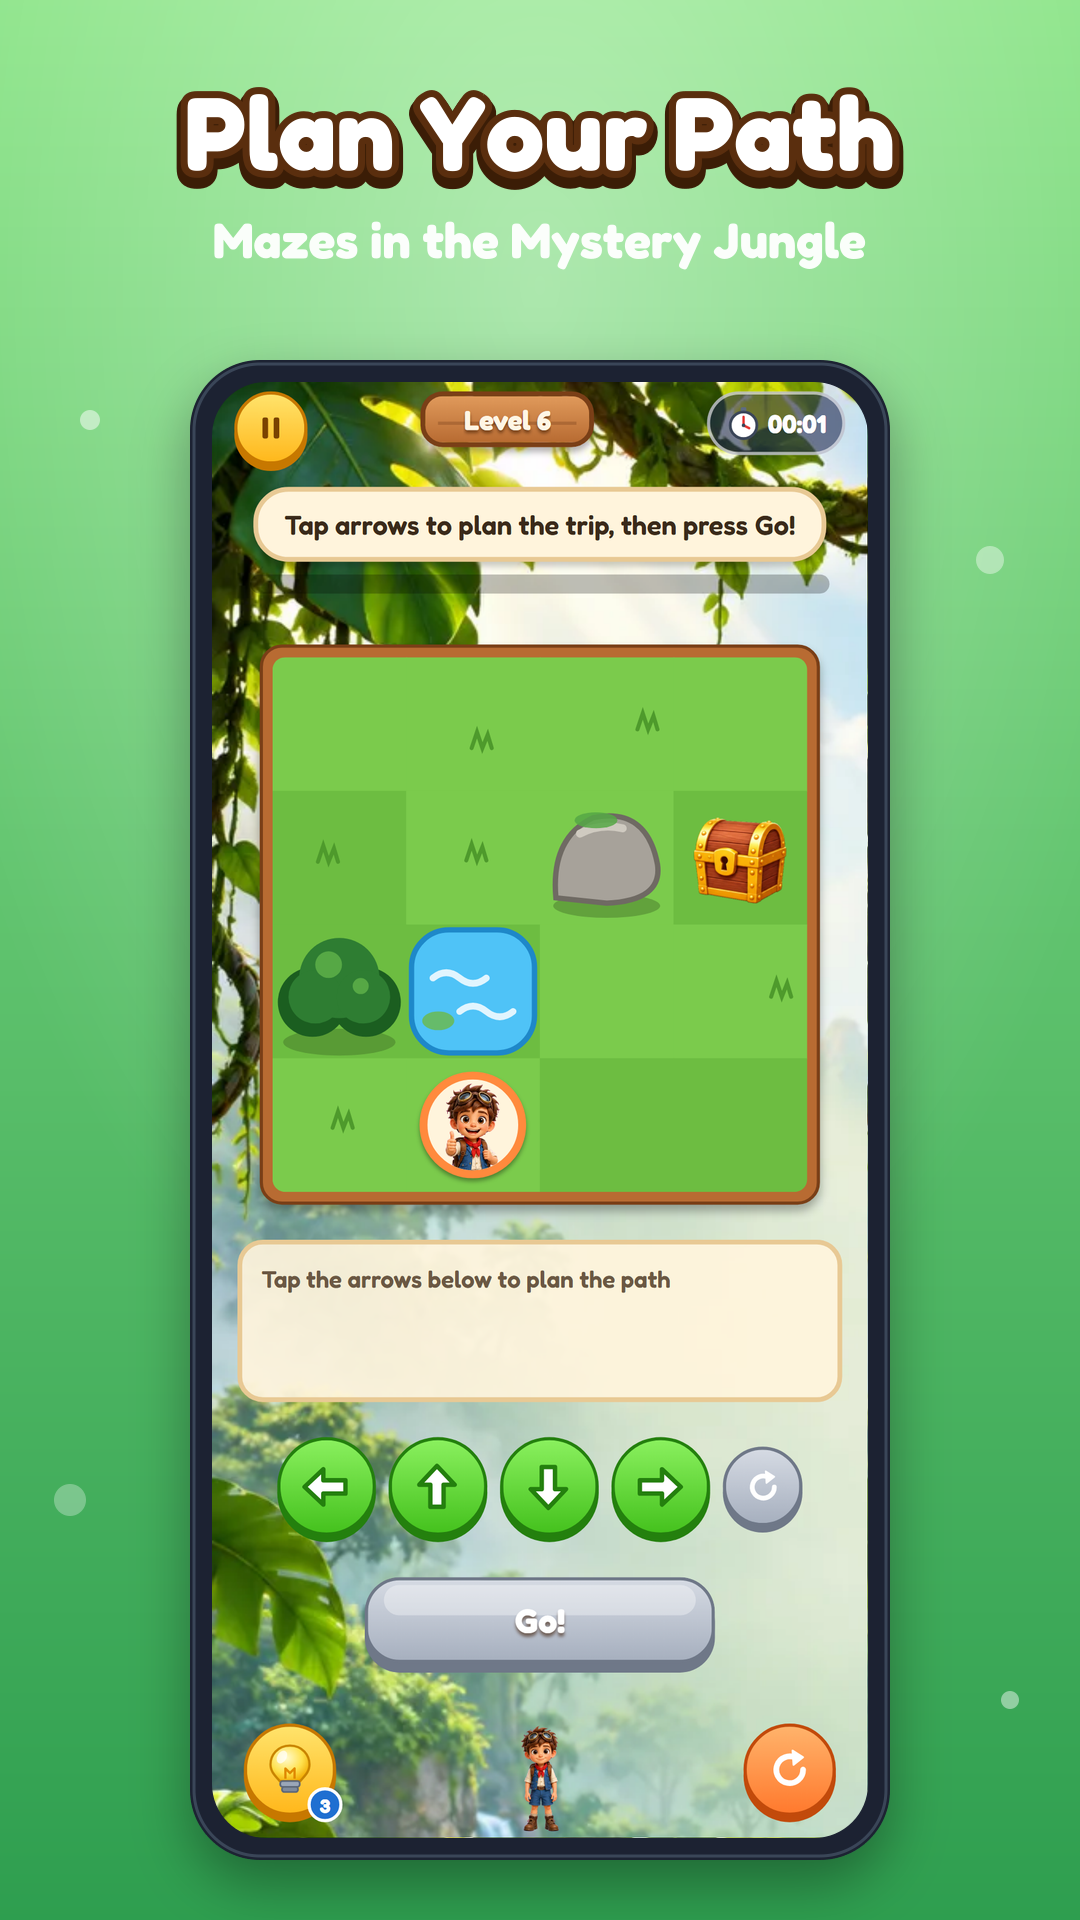 Plan Your Path
Mazes in the Mystery Jungle
Level 6
00:01
Tap arrows to plan the trip, then press Go!
Tap the arrows below to plan the path
Go!
3